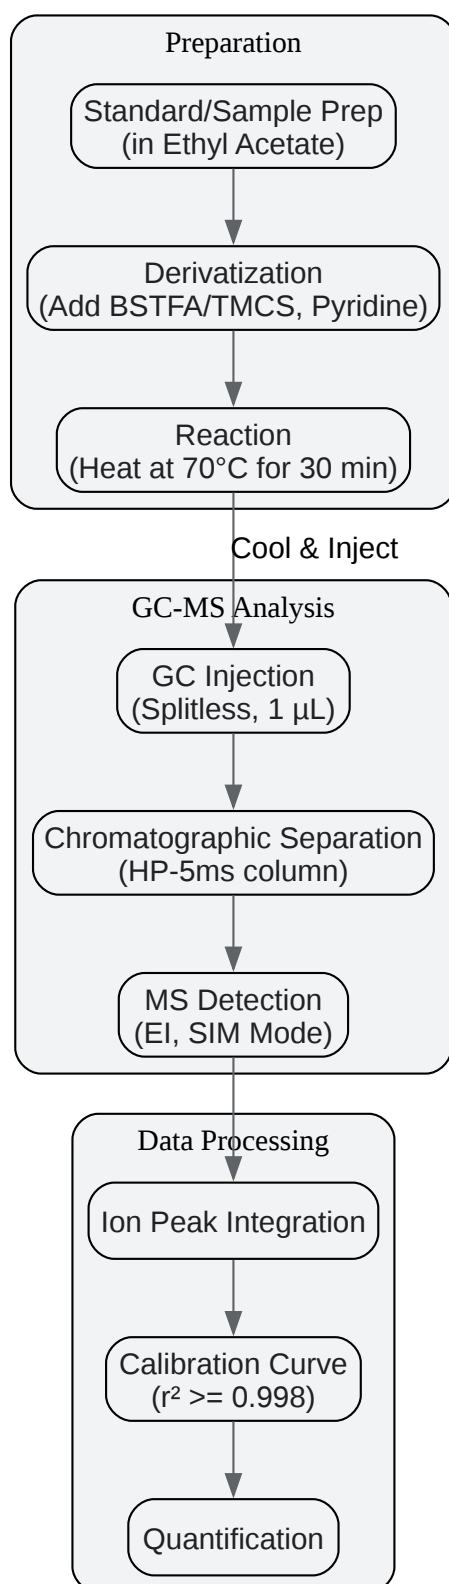 Preparation
Standard/Sample Prep
(in Ethyl Acetate)
Derivatization
(Add BSTFA/TMCS, Pyridine)
Reaction
(Heat at 70°C for 30 min)
Cool & Inject
GC-MS Analysis
GC Injection
(Splitless, 1 µL)
Chromatographic Separation
(HP-5ms column)
MS Detection
(EI, SIM Mode)
Data Processing
Ion Peak Integration
Calibration Curve
(r² >= 0.998)
Quantification